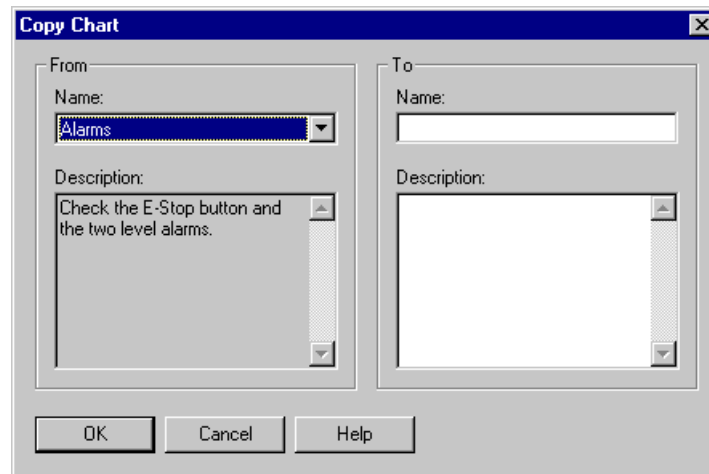 Copy Chart
From
Name:
Alarms
Description:
Check the E-Stop button and
the two level alarms.
To
Name:
Description:
OK
Cancel
Help